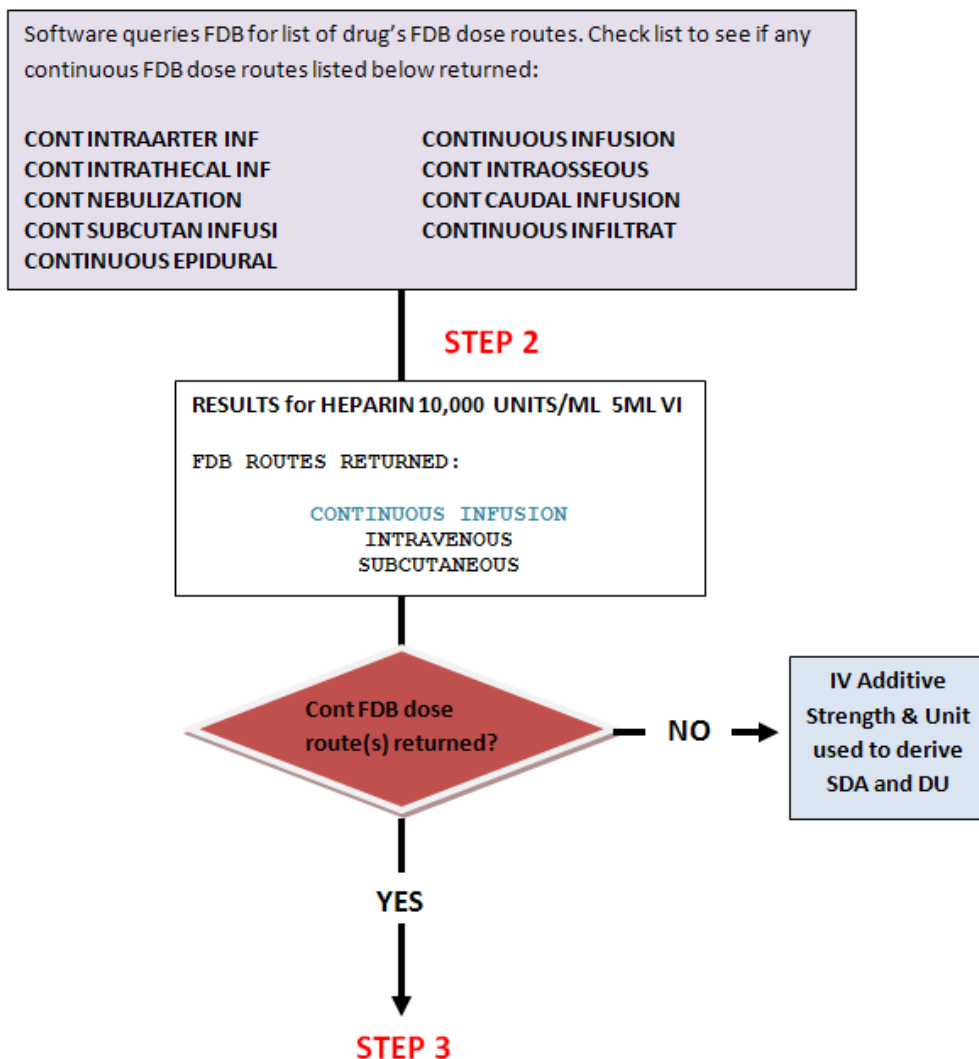 Software queries FDB for list of drug's FDB dose routes. Check list to see if any
continuous FDB dose routes listed below returned:
CONT INTRAARTER INF CONTINUOUS INFUSION
CONT INTRATHECAL INF CONT INTRAOSSEOUS
CONT NEBULIZATION CONT CAUDAL INFUSION
CONT SUBCUTAN INFUSI CONTINUOUS INFILTRAT
CONTINUOUS EPIDURAL
STEP 2
RESULTS for HEPARIN 10,000 UNITS/ML 5ML VI
FDB ROUTES RETURNED:
CONTINUOUS INFUSION
INTRAVENOUS
SUBCUTANEOUS
Cont FDB dose
route(s) returned?
NO
IV Additive
Strength & Unit
used to derive
SDA and DU
YES
STEP 3